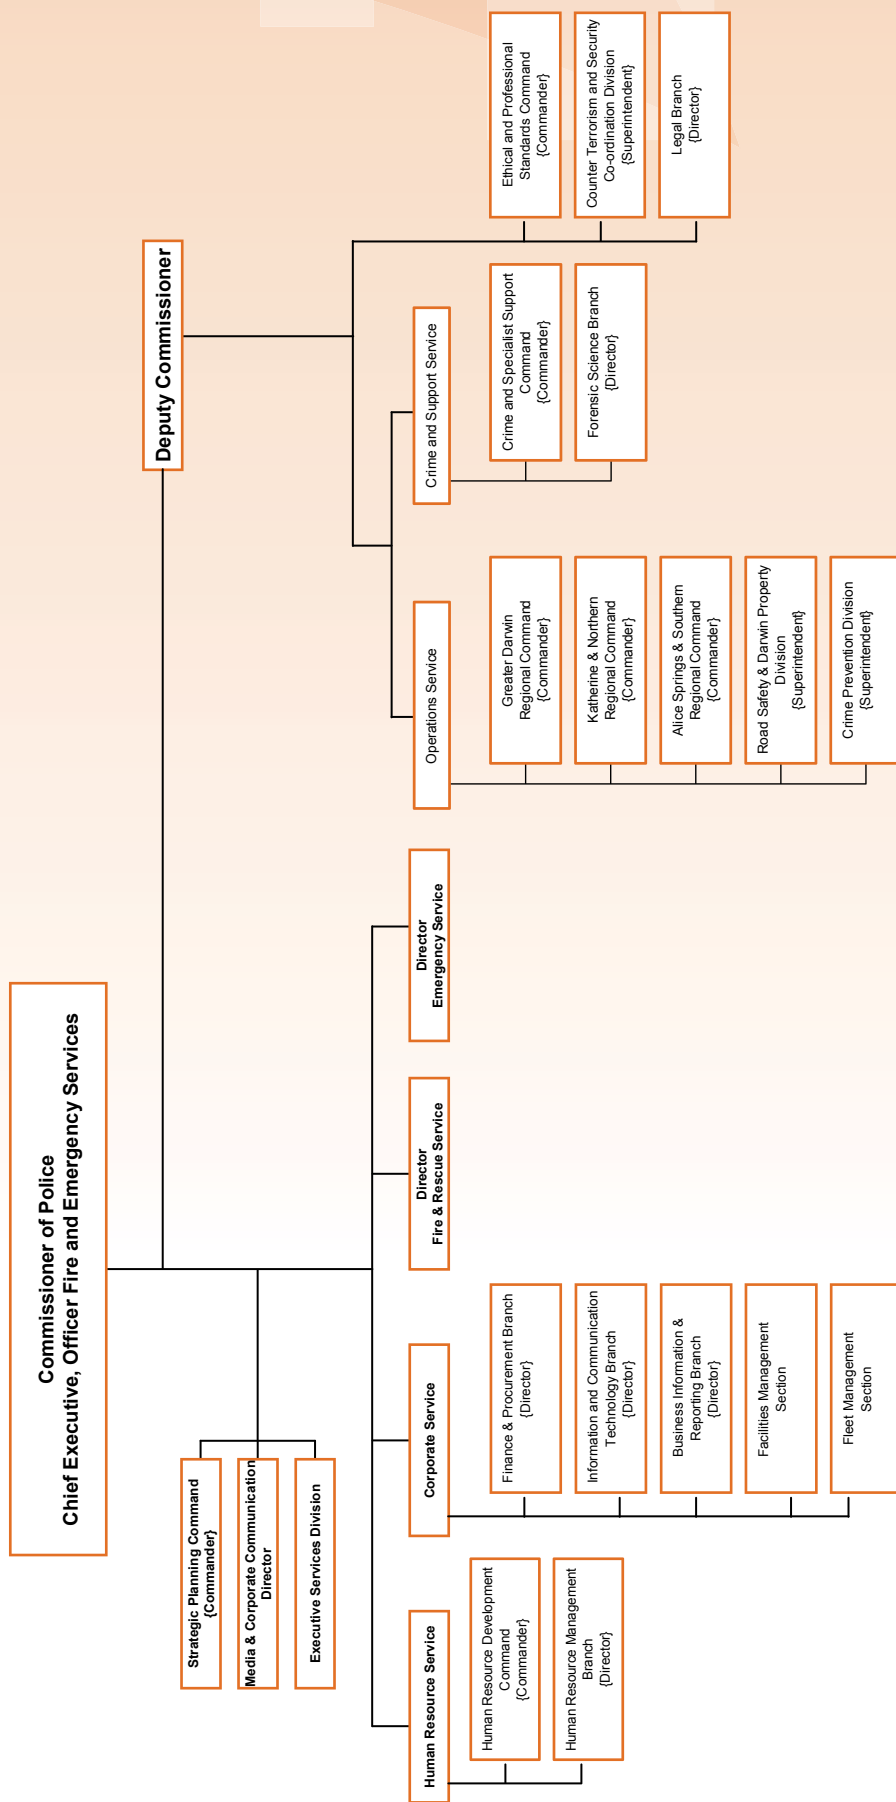 Commissioner of Police
Chief Executive, Officer Fire and Emergency Services
Deputy Commissioner
Strategic Planning Command
{Commander}
Media & Corporate Communication
Director
Executive Services Division
Human Resource Service
Human Resource Development
Command
{Commander}
Human Resource Management
Branch
{Director}
Corporate Service
Finance & Procurement Branch
{Director}
Information and Communication
Technology Branch
{Director}
Business Information &
Reporting Branch
{Director}
Facilities Management
Section
Fleet Management
Section
Director
Fire & Rescue Service
Director
Emergency Service
Operations Service
Greater Darwin
Regional Command
{Commander}
Katherine & Northern
Regional Command
{Commander}
Alice Springs & Southern
Regional Command
{Commander}
Road Safety & Darwin Property
Division
{Superintendent}
Crime Prevention Division
{Superintendent}
Crime and Support Service
Crime and Specialist Support
Command
{Commander}
Forensic Science Branch
{Director}
Ethical and Professional
Standards Command
{Commander}
Counter Terrorism and Security
Co-ordination Division
{Superintendent}
Legal Branch
{Director}